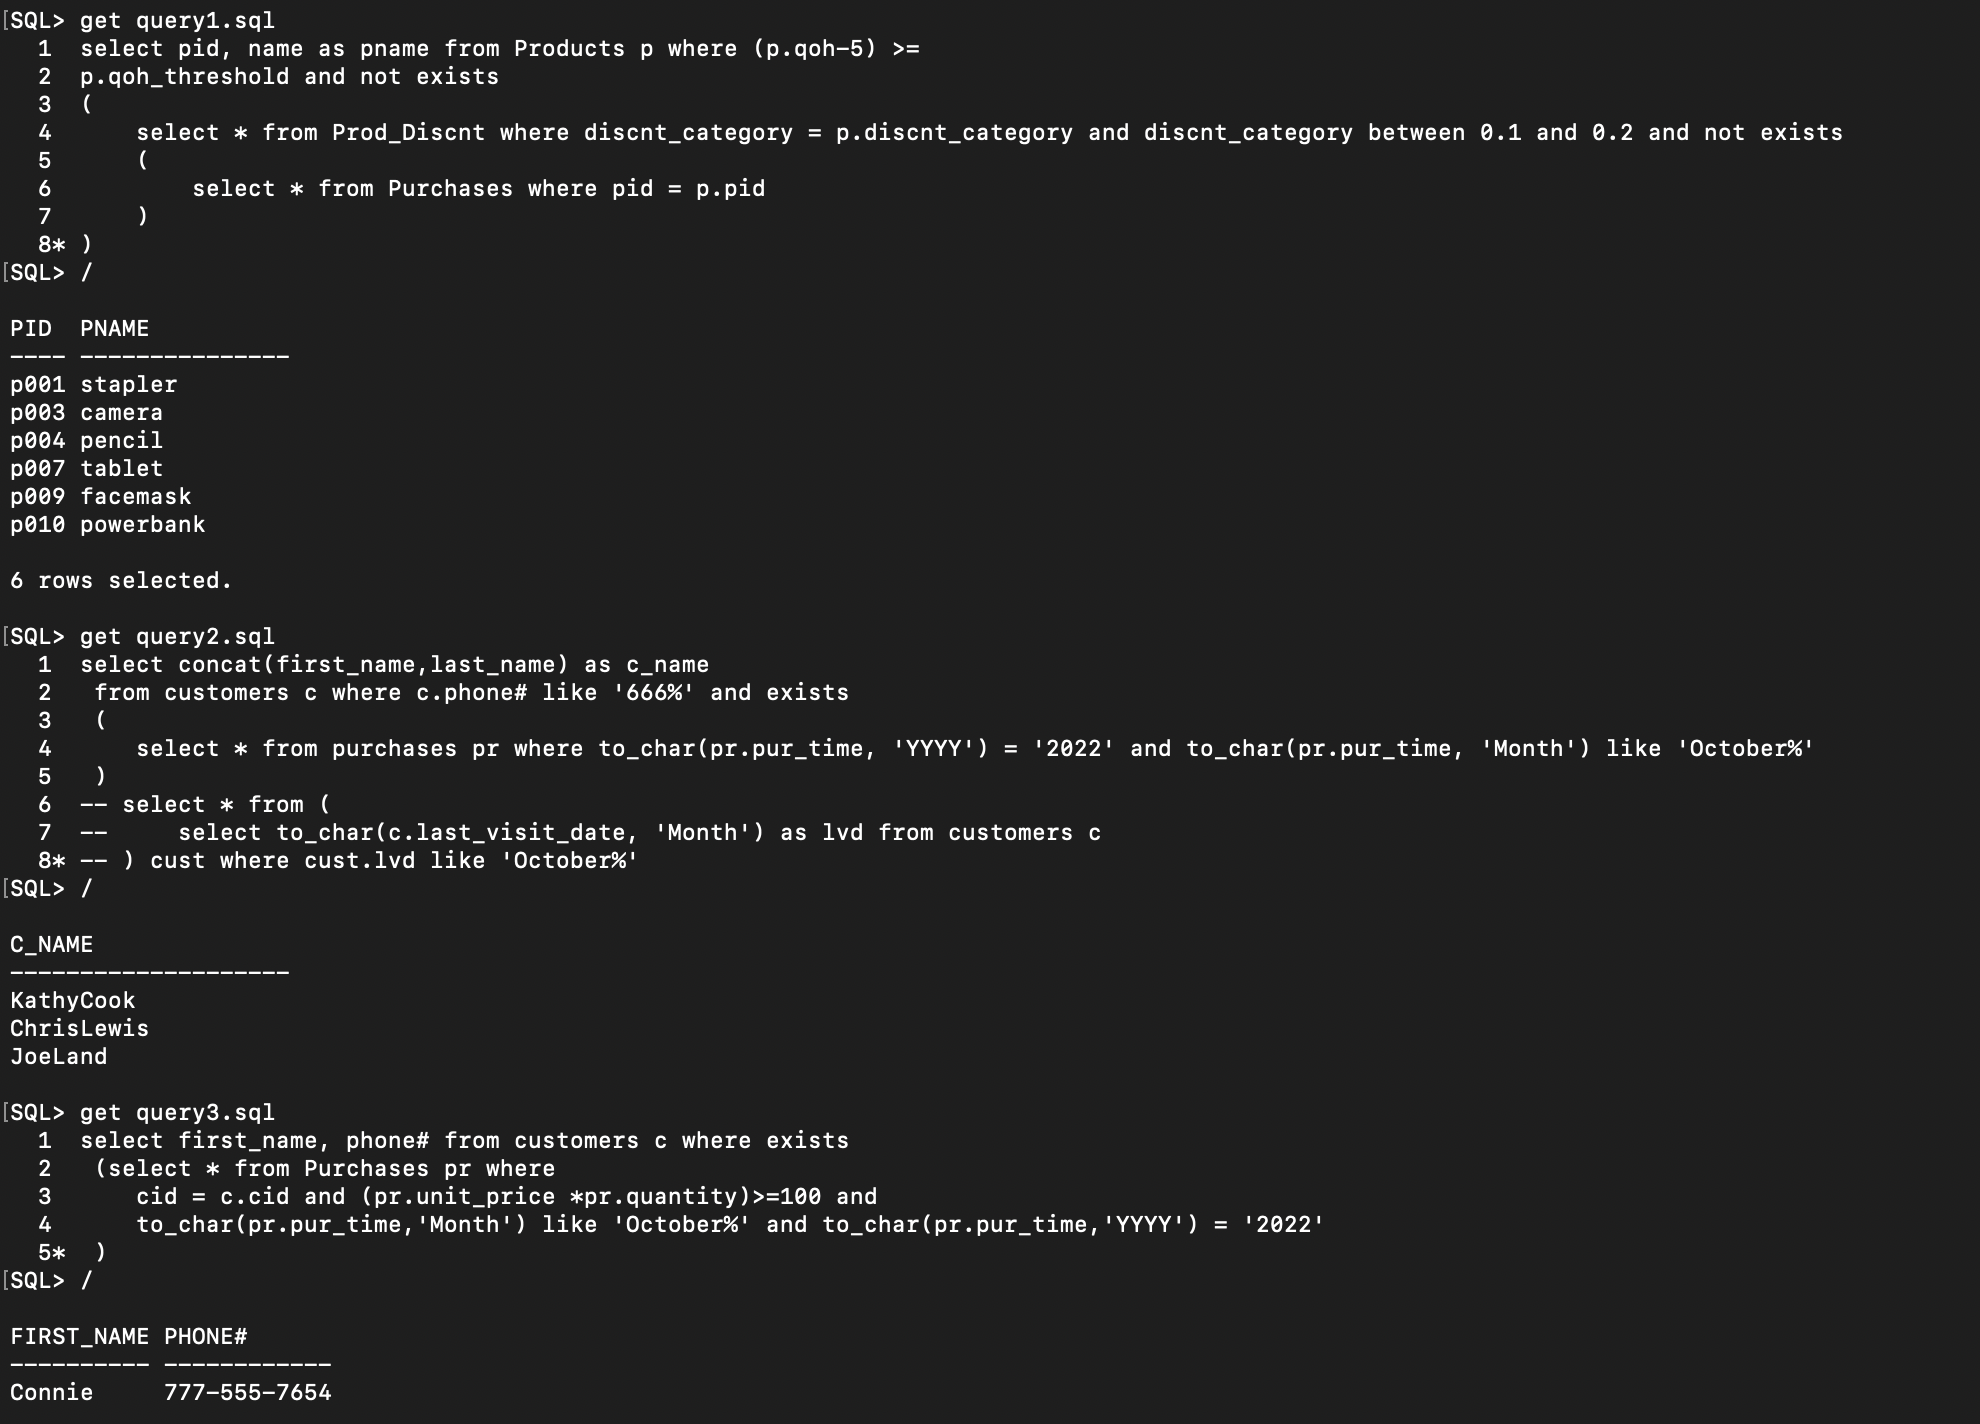 [SQL> get query1.sql
  1  select pid, name as pname from Products p where (p.qoh-5) >=
  2  p.qoh_threshold and not exists
  3  (
  4      select * from Prod_Discnt where discnt_category = p.discnt_category and discnt_category between 0.1 and 0.2 and not exists
  5      (
  6          select * from Purchases where pid = p.pid
  7      )
  8* )
[SQL> /
PID  PNAME
---- ---------------
p001 stapler
p003 camera
p004 pencil
p007 tablet
p009 facemask
p010 powerbank
6 rows selected.
[SQL> get query2.sql
  1  select concat(first_name,last_name) as c_name
  2   from customers c where c.phone# like '666%' and exists
  3   (
  4      select * from purchases pr where to_char(pr.pur_time, 'YYYY') = '2022' and to_char(pr.pur_time, 'Month') like 'October%'
  5   )
  6  -- select * from (
  7  --     select to_char(c.last_visit_date, 'Month') as lvd from customers c
  8* -- ) cust where cust.lvd like 'October%'
[SQL> /
C_NAME
--------------------
KathyCook
ChrisLewis
JoeLand
[SQL> get query3.sql
  1  select first_name, phone# from customers c where exists
  2   (select * from Purchases pr where
  3      cid = c.cid and (pr.unit_price *pr.quantity)>=100 and
  4      to_char(pr.pur_time,'Month') like 'October%' and to_char(pr.pur_time,'YYYY') = '2022'
  5*  )
[SQL> /
FIRST_NAME PHONE#
---------- ------------
Connie     777-555-7654